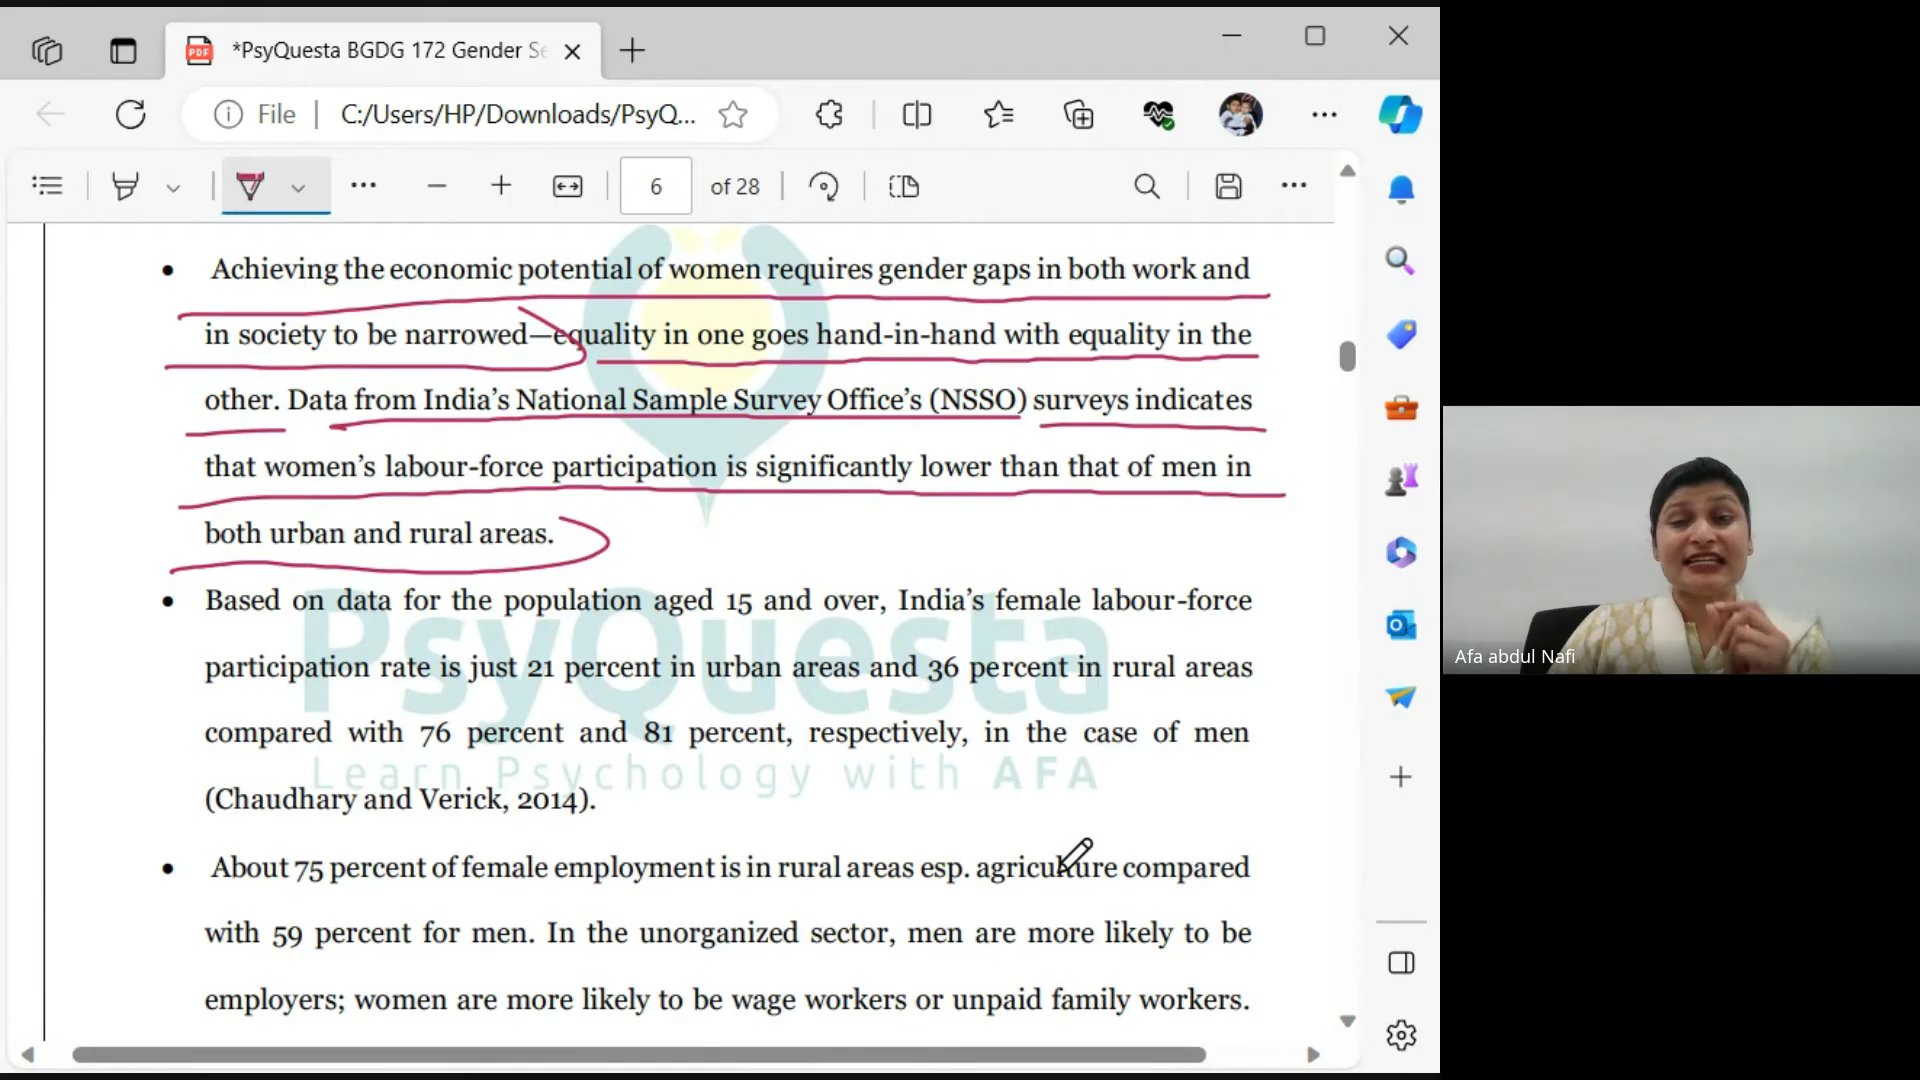 *PsyQuesta BGDG 172 Gender Se
File
C:/Users/HP/Downloads/PsyQ...
6 of 28
• Achieving the economic potential of women requires gender gaps in both work and
in society to be narrowed—equality in one goes hand-in-hand with equality in the
other. Data from India’s National Sample Survey Office’s (NSSO) surveys indicates
that women’s labour-force participation is significantly lower than that of men in
both urban and rural areas.
• Based on data for the population aged 15 and over, India’s female labour-force
participation rate is just 21 percent in urban areas and 36 percent in rural areas
compared with 76 percent and 81 percent, respectively, in the case of men
(Chaudhary and Verick, 2014).
• About 75 percent of female employment is in rural areas esp. agriculture compared
with 59 percent for men. In the unorganized sector, men are more likely to be
employers; women are more likely to be wage workers or unpaid family workers.
PsyQuesta
Learn Psychology with AFA
Afa abdul Nafi